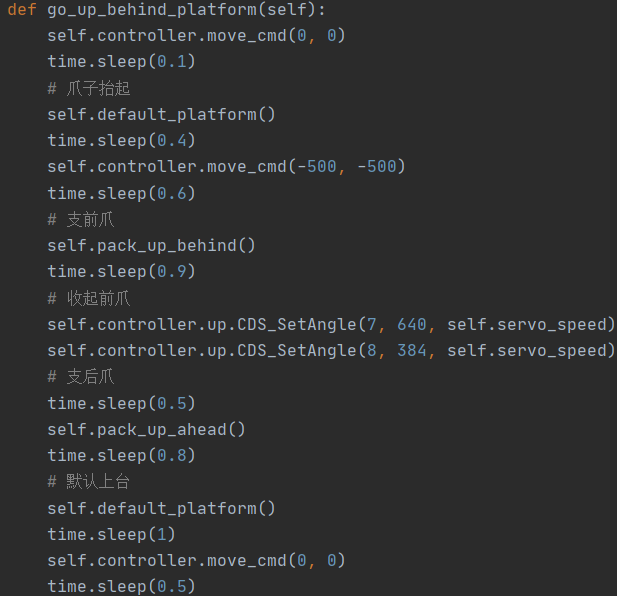 def go_up_behind_platform(self):
    self.controller.move_cmd(0, 0)
    time.sleep(0.1)
    # 爪子抬起
    self.default_platform()
    time.sleep(0.4)
    self.controller.move_cmd(-500, -500)
    time.sleep(0.6)
    # 支前爪
    self.pack_up_behind()
    time.sleep(0.9)
    # 收起前爪
    self.controller.up.CDS_SetAngle(7, 640, self.servo_speed)
    self.controller.up.CDS_SetAngle(8, 384, self.servo_speed)
    # 支后爪
    time.sleep(0.5)
    self.pack_up_ahead()
    time.sleep(0.8)
    # 默认上台
    self.default_platform()
    time.sleep(1)
    self.controller.move_cmd(0, 0)
    time.sleep(0.5)